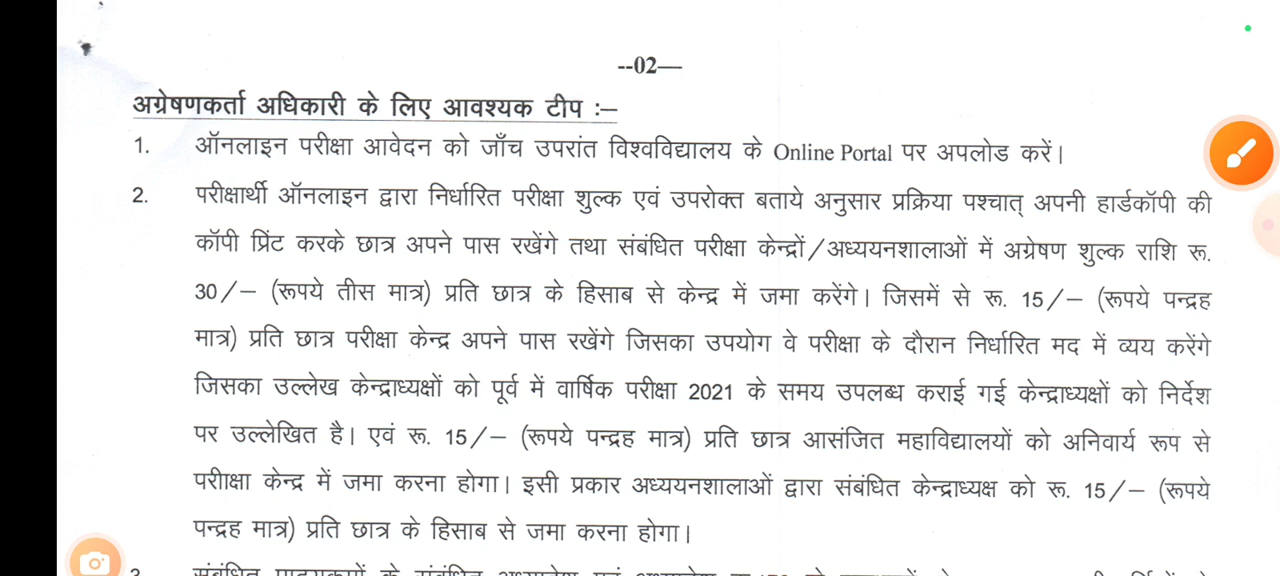 --02—
अग्रेषणकर्ता अधिकारी के लिए आवश्यक टीप :–
1. ऑनलाइन परीक्षा आवेदन को जाँच उपरांत विश्वविद्यालय के Online Portal पर अपलोड करें।
2. परीक्षार्थी ऑनलाइन द्वारा निर्धारित परीक्षा शुल्क एवं उपरोक्त बताये अनुसार प्रक्रिया पश्चात् अपनी हार्डकॉपी की
कॉपी प्रिंट करके छात्र अपने पास रखेंगे तथा संबंधित परीक्षा केन्द्रों/अध्ययनशालाओं में अग्रेषण शुल्क राशि रू.
30/– (रूपये तीस मात्र) प्रति छात्र के हिसाब से केन्द्र में जमा करेंगे। जिसमें से रू. 15/– (रूपये पन्द्रह
मात्र) प्रति छात्र परीक्षा केन्द्र अपने पास रखेंगे जिसका उपयोग वे परीक्षा के दौरान निर्धारित मद में व्यय करेंगे
जिसका उल्लेख केन्द्राध्यक्षों को पूर्व में वार्षिक परीक्षा 2021 के समय उपलब्ध कराई गई केन्द्राध्यक्षों को निर्देश
पर उल्लेखित है। एवं रू. 15/– (रूपये पन्द्रह मात्र) प्रति छात्र आसंजित महाविद्यालयों को अनिवार्य रूप से
परीाक्षा केन्द्र में जमा करना होगा। इसी प्रकार अध्ययनशालाओं द्वारा संबंधित केन्द्राध्यक्ष को रू. 15/– (रूपये
पन्द्रह मात्र) प्रति छात्र के हिसाब से जमा करना होगा।